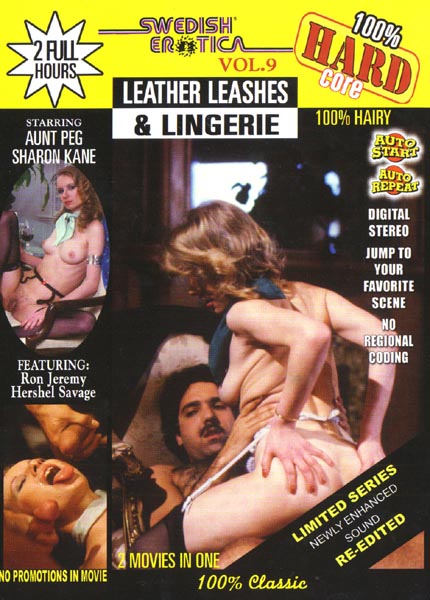 2 FULL
HOURS
SWEDISH
EROTICA
VOL.9
100%
HARD
core
LEATHER LEASHES
& LINGERIE
100% HAIRY
STARRING
AUNT PEG
SHARON KANE
AUTO
START
AUTO
REPEAT
DIGITAL
STEREO
JUMP TO
YOUR
FAVORITE
SCENE
NO
REGIONAL
CODING
FEATURING:
Ron Jeremy
Hershel Savage
LIMITED SERIES
NEWLY ENHANCED
SOUND
RE-EDITED
2 MOVIES IN ONE
NO PROMOTIONS IN MOVIE
100% Classic